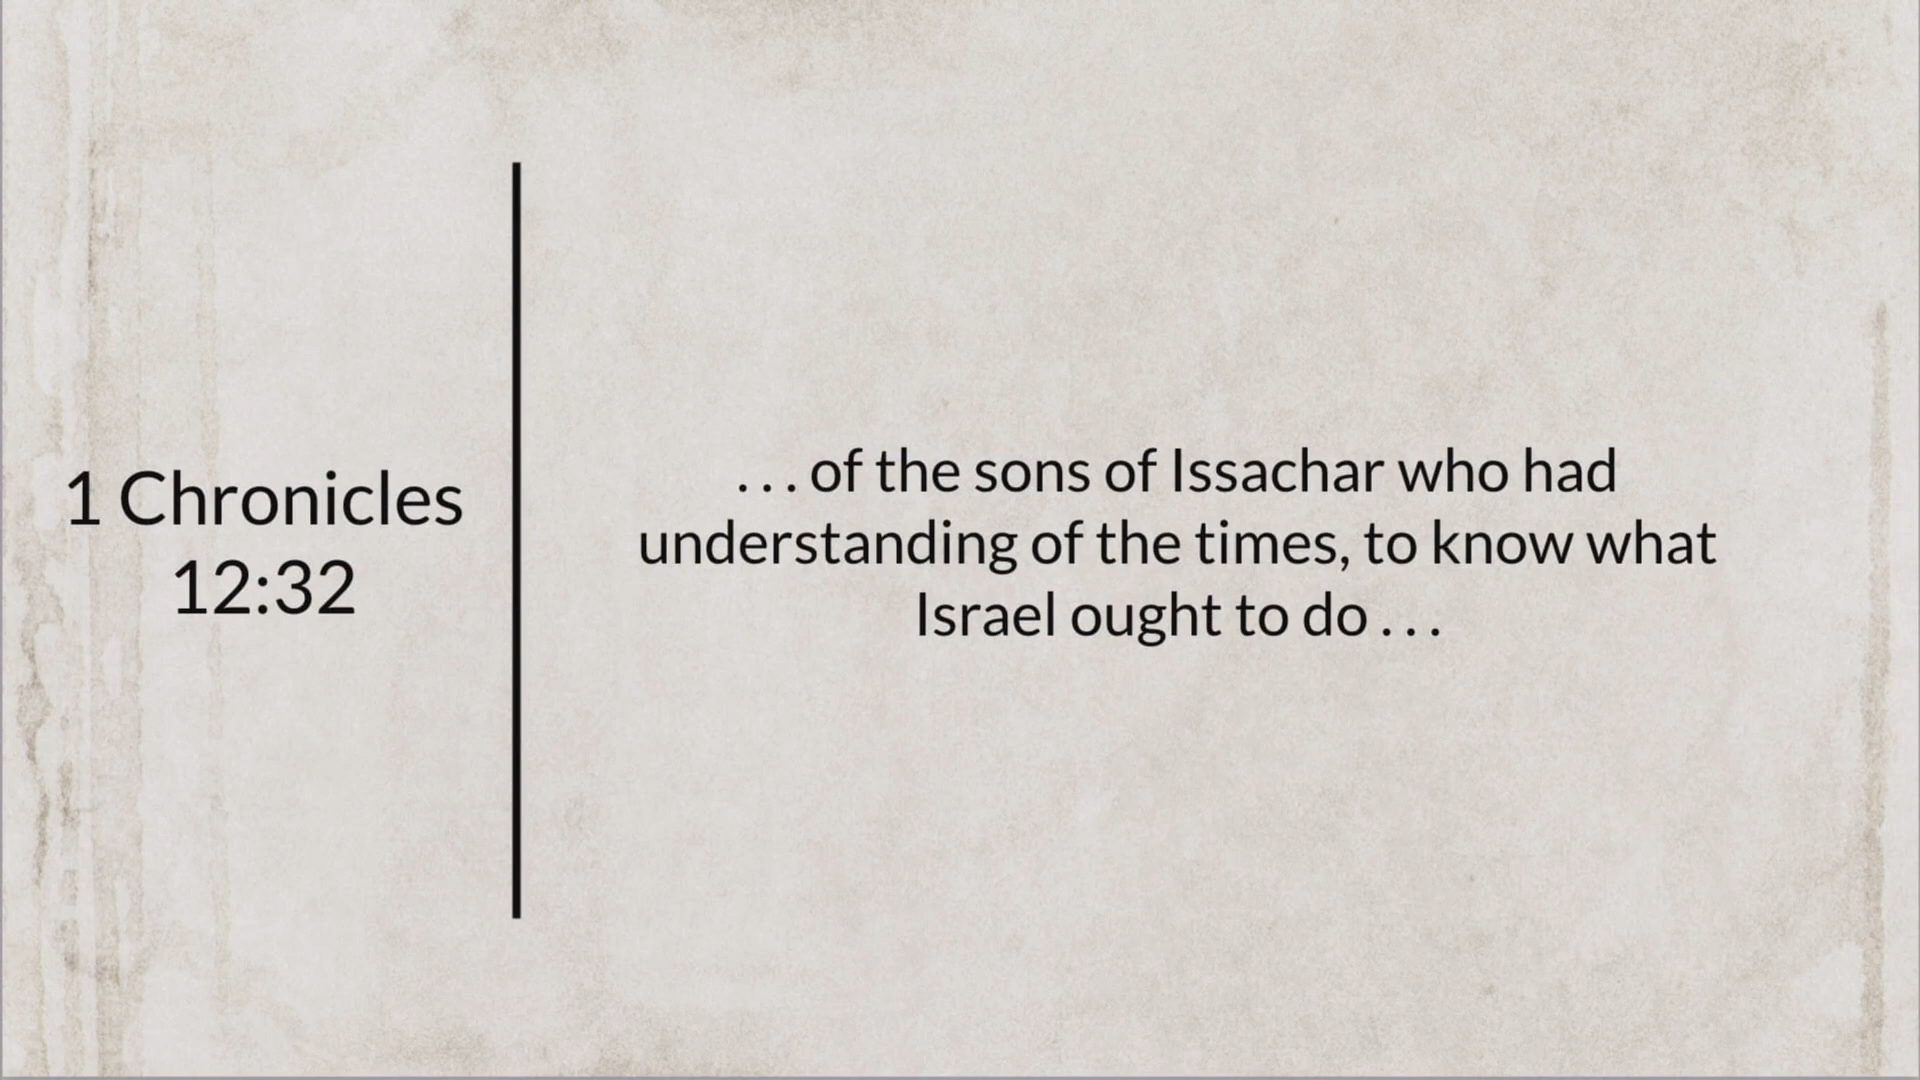 1 Chronicles
12:32
. . . of the sons of Issachar who had
understanding of the times, to know what
Israel ought to do . . .